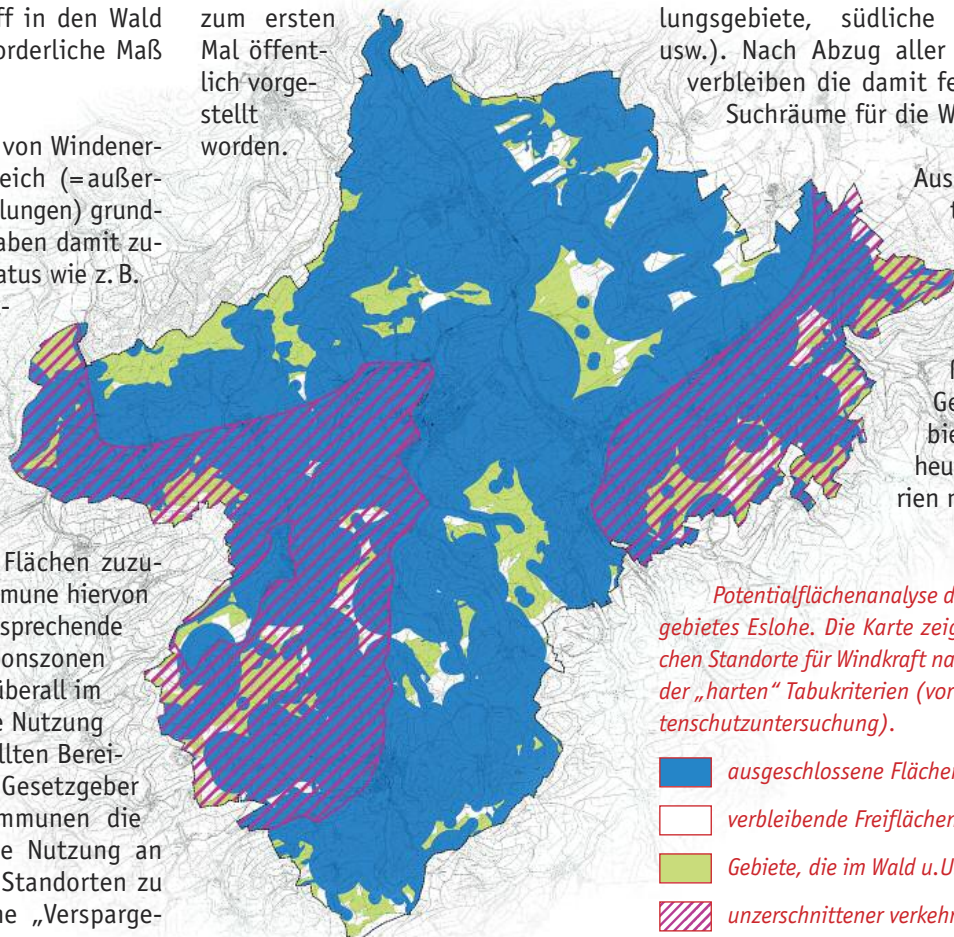 ff in den Wald
orderliche Maß
von Windener-
eich (=außer-
lungen) grund-
aben damit zu-
atus wie z. B.
-
Flächen zuzu-
mune hiervon
sprechende
onszonen
überall im
e Nutzung
llten Berei-
Gesetzgeber
mmunen die
e Nutzung an
Standorten zu
ne „Versparge-
zum ersten
Mal öffent-
lich vorge-
stellt
worden.
lungsgebiete, südliche
usw.). Nach Abzug aller
verbleiben die damit fe
Suchräume für die W
Aus
t
f
Ge
bie
heu
rien n
Potentialflächenanalyse d
gebietes Eslohe. Die Karte zeig
chen Standorte für Windkraft na
der „harten“ Tabukriterien (vor
tenschutzuntersuchung).
ausgeschlossene Flächen
verbleibende Freiflächen
Gebiete, die im Wald u.U
unzerschnittener verkehr